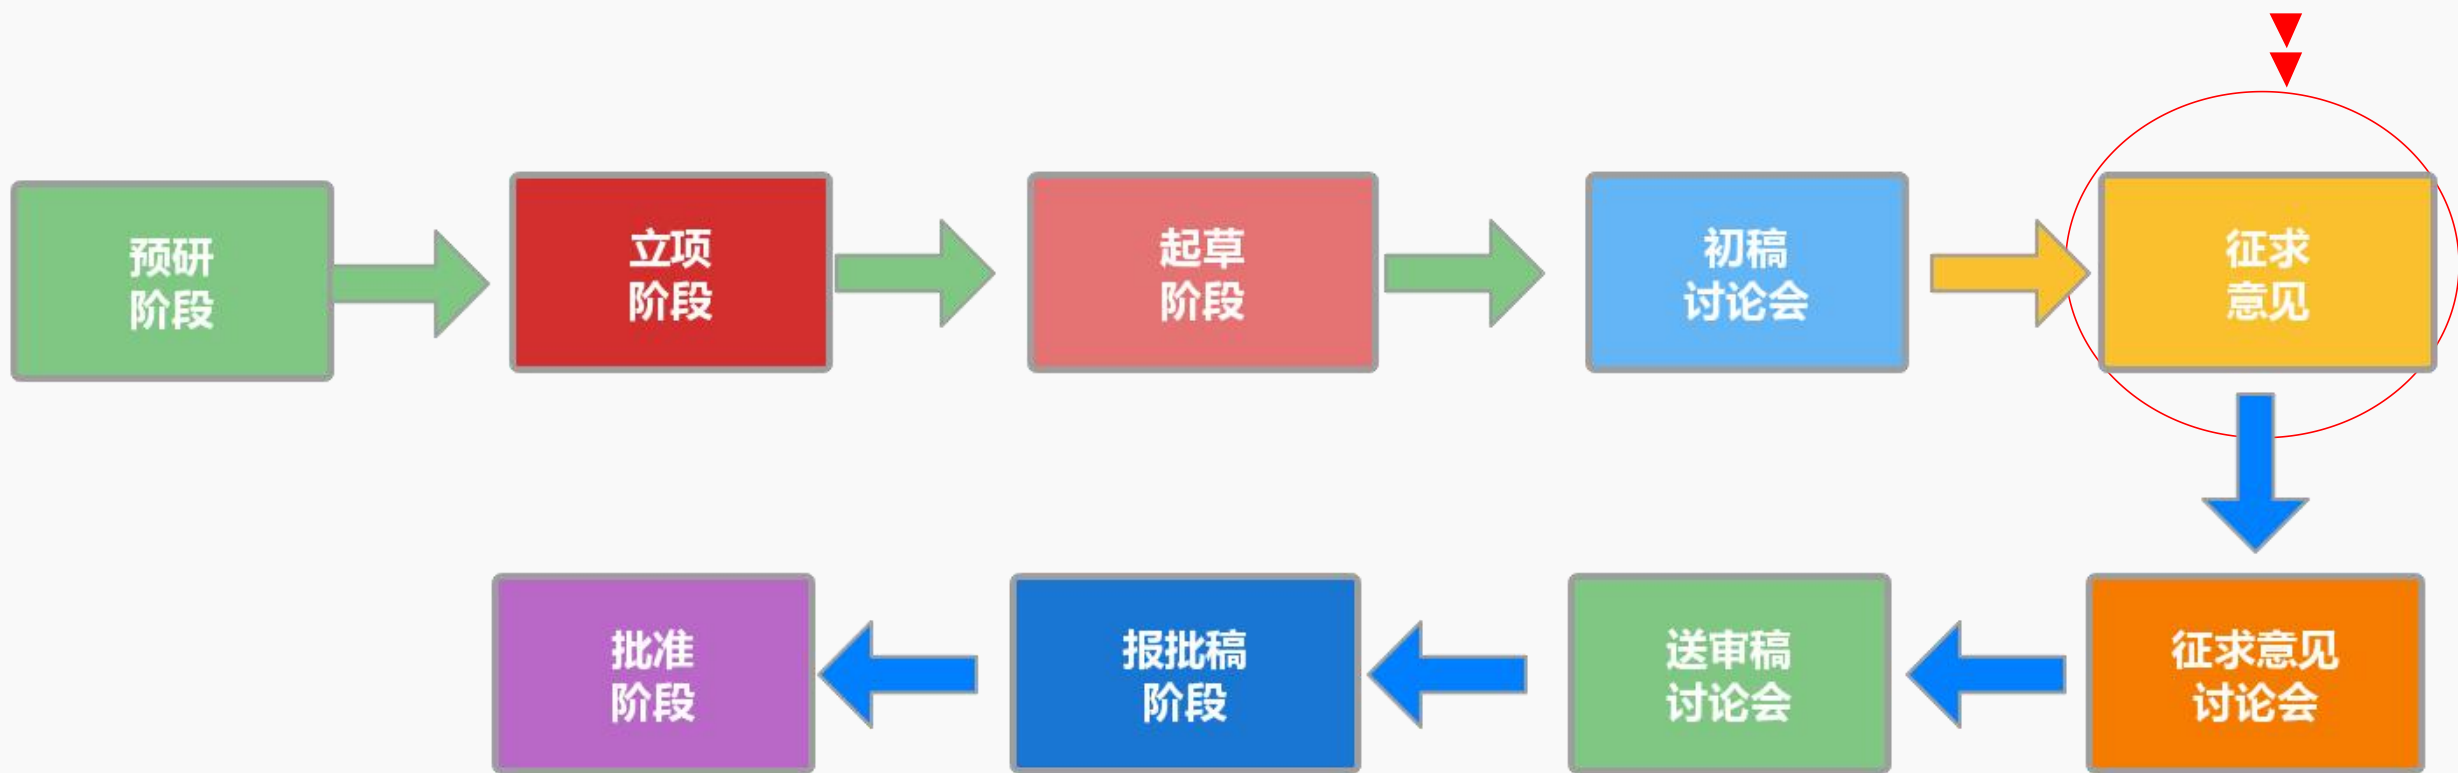 预研
阶段
立项
阶段
起草
阶段
初稿
讨论会
征求
意见
征求意见
讨论会
送审稿
讨论会
报批稿
阶段
批准
阶段